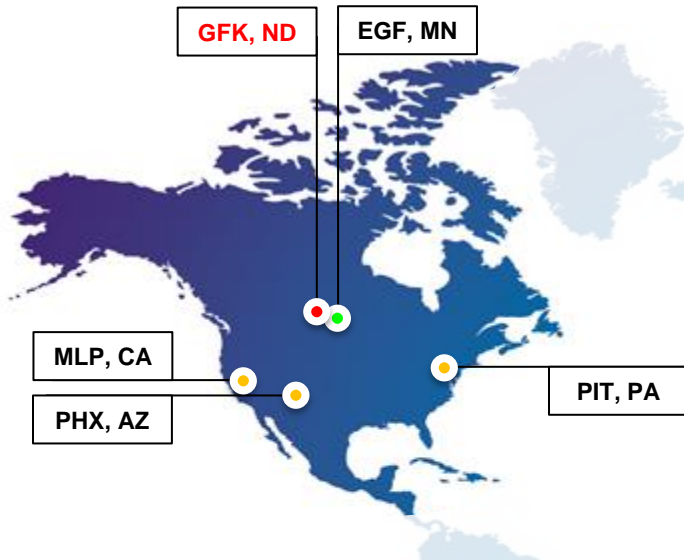 GFK, ND
EGF, MN
MLP, CA
PHX, AZ
PIT, PA